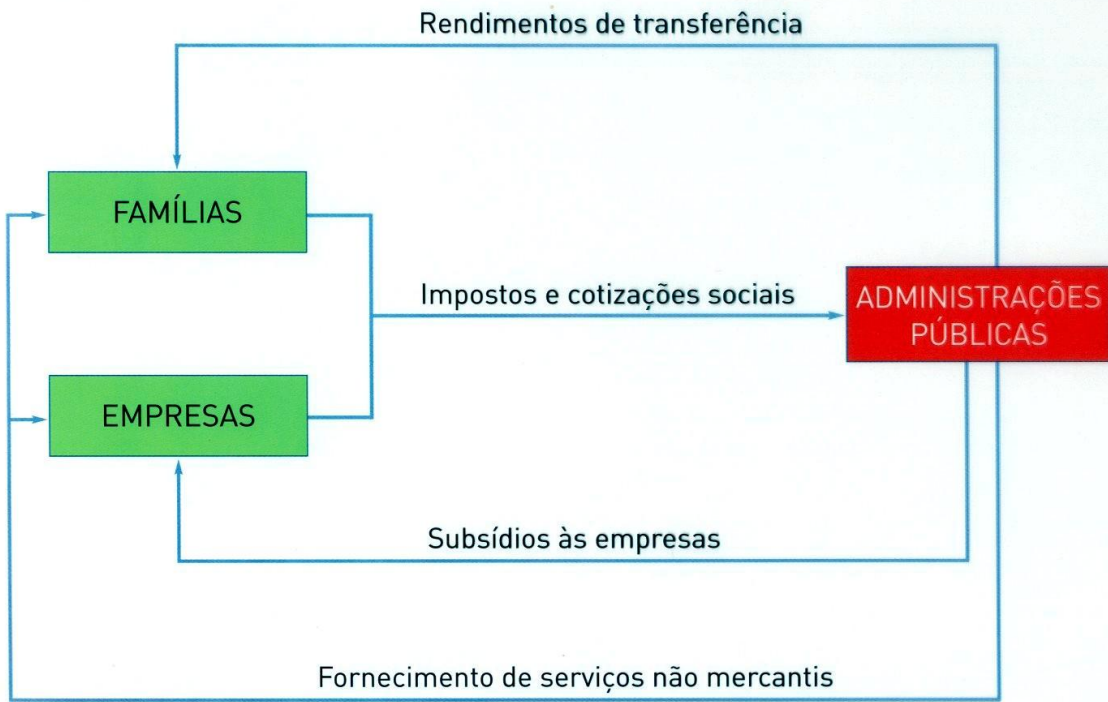 Rendimentos de transferência
FAMÍLIAS
Impostos e cotizações sociais
ADMINISTRAÇÕES
PÚBLICAS
EMPRESAS
Subsídios às empresas
Fornecimento de serviços não mercantis